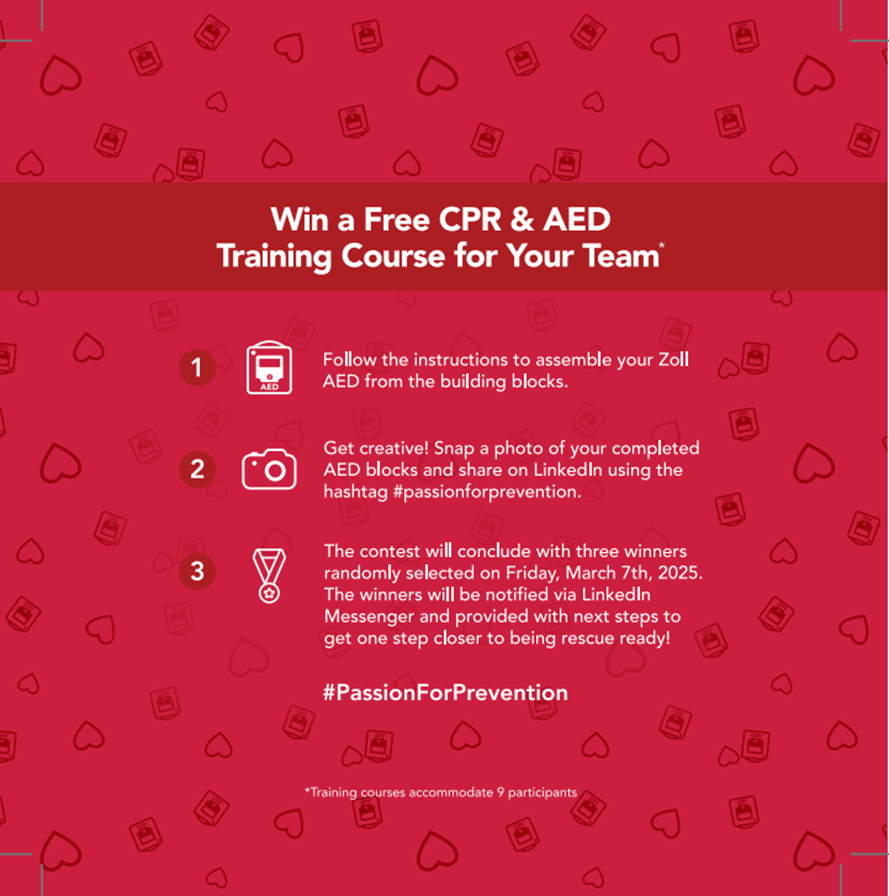 Win a Free CPR & AED
Training Course for Your Team*
1
AED
Follow the instructions to assemble your Zoll
AED from the building blocks.
2
Get creative! Snap a photo of your completed
AED blocks and share on LinkedIn using the
hashtag #passionforprevention.
3
The contest will conclude with three winners
randomly selected on Friday, March 7th, 2025.
The winners will be notified via LinkedIn
Messenger and provided with next steps to
get one step closer to being rescue ready!
#PassionForPrevention
*Training courses accommodate 9 participants